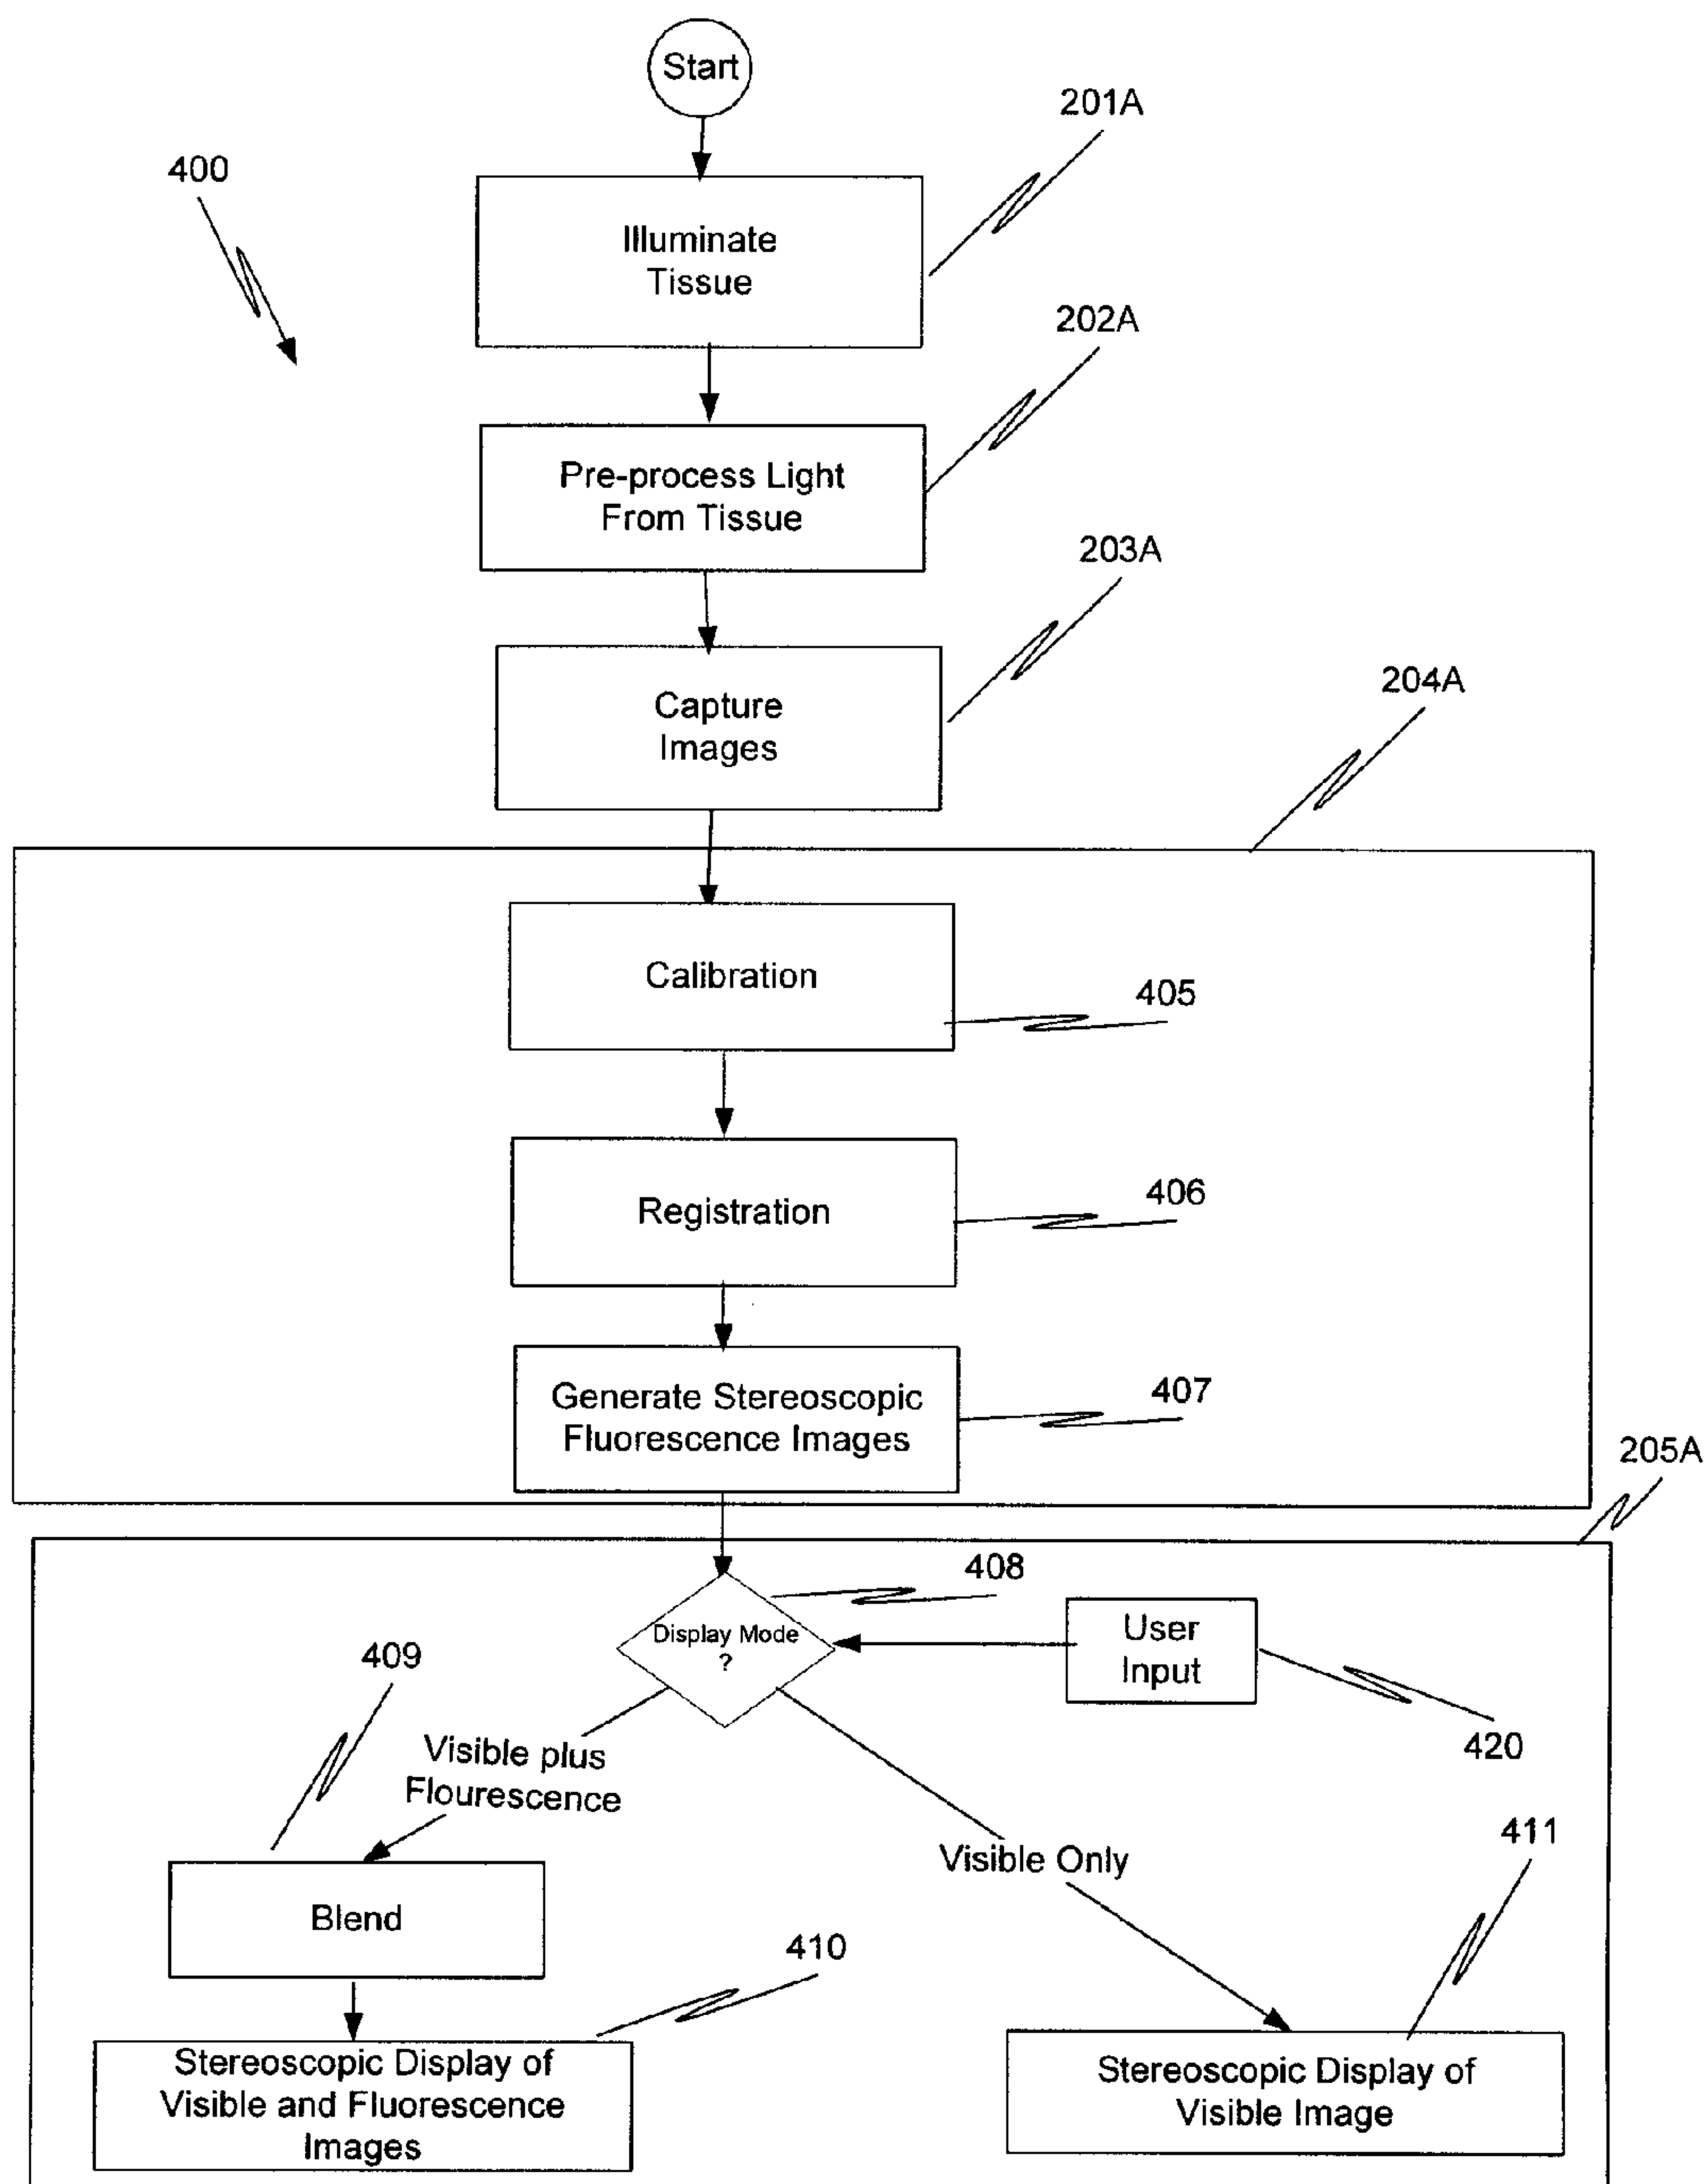 Start
201A
400
Illuminate
Tissue
202A
Pre-process Light
From Tissue
203A
Capture
Images
204A
Calibration
405
Registration
406
Generate Stereoscopic
Fluorescence Images
407
205A
408
Display Mode
?
User
Input
420
409
Visible plus
Flourescence
Visible Only
411
Blend
410
Stereoscopic Display of
Visible and Fluorescence
Images
Stereoscopic Display of
Visible Image